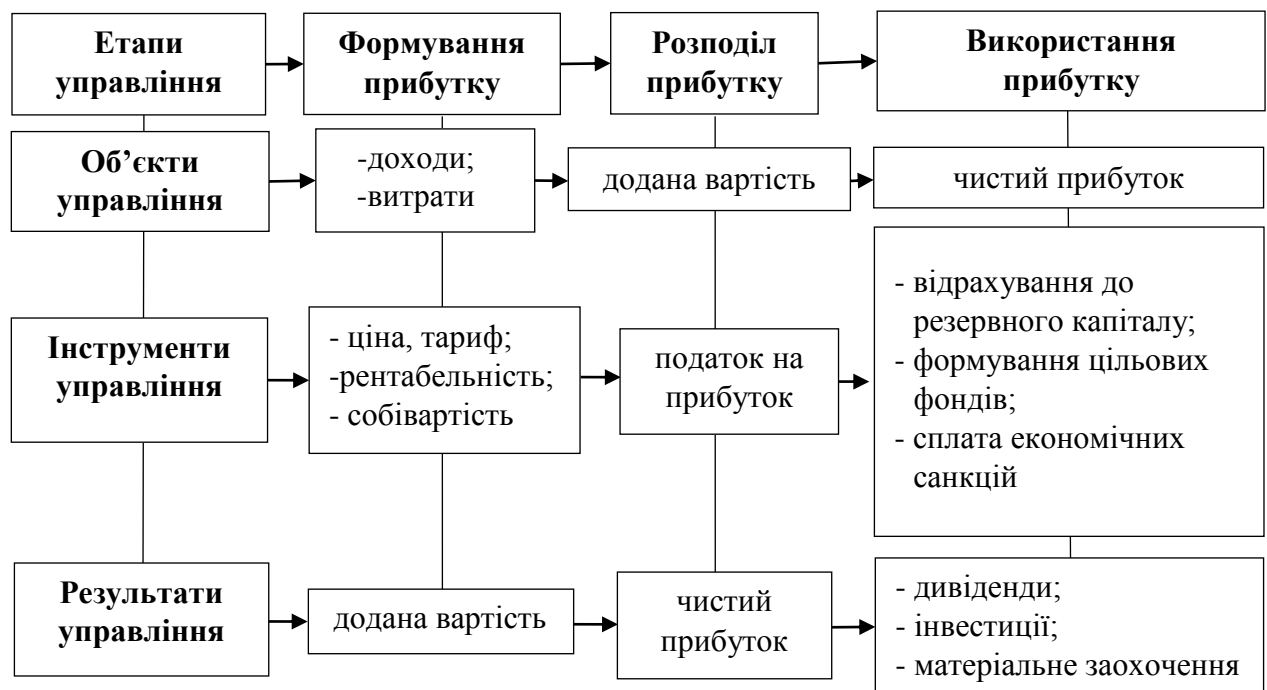 Етапи
управління
Формування
прибутку
Розподіл
прибутку
Використання
прибутку
Об’єкти
управління
-доходи;
-витрати
додана вартість
чистий прибуток
Інструменти
управління
- ціна, тариф;
-рентабельність;
- собівартість
податок на
прибуток
- відрахування до
резервного капіталу;
- формування цільових
фондів;
- сплата економічних
санкцій
Результати
управління
додана вартість
чистий
прибуток
- дивіденди;
- інвестиції;
- матеріальне заохочення